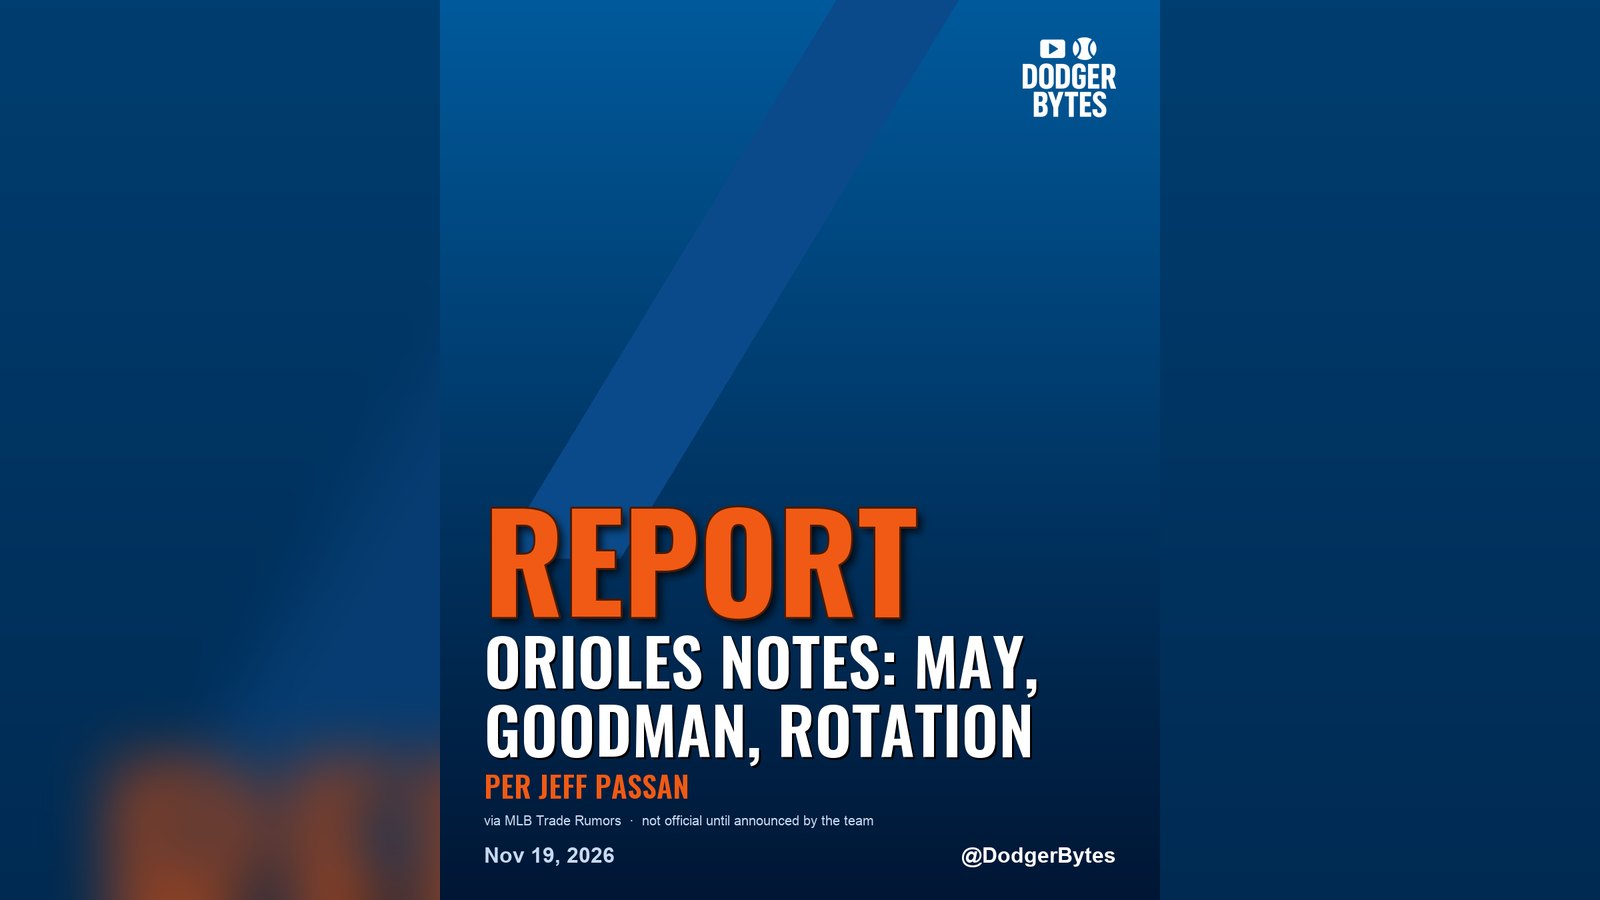 DODGER
BYTES
REPORT
ORIOLES NOTES: MAY,
GOODMAN, ROTATION
PER JEFF PASSAN
via MLB Trade Rumors · not official until announced by the team
Nov 19, 2026
@DodgerBytes